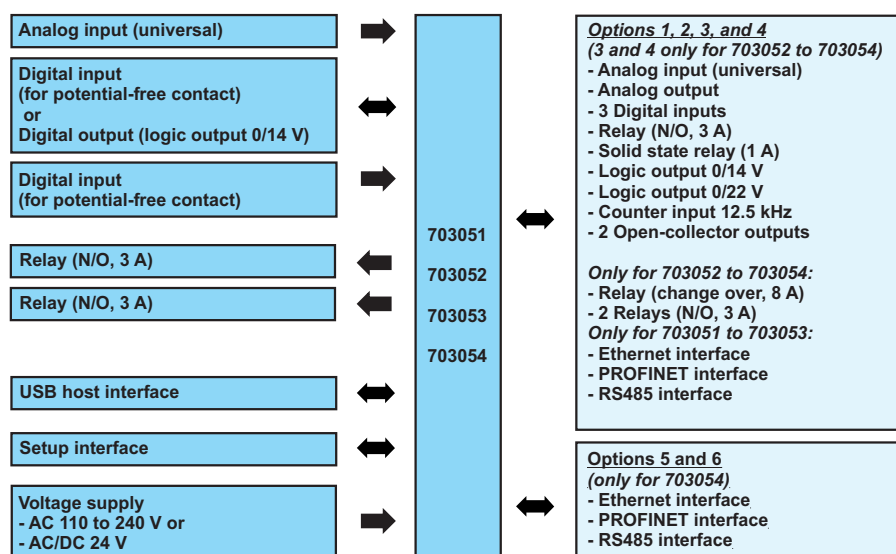 Analog input (universal)
Digital input
(for potential-free contact)
or
Digital output (logic output 0/14 V)
Digital input
(for potential-free contact)
Relay (N/O, 3 A)
Relay (N/O, 3 A)
USB host interface
Setup interface
Voltage supply
- AC 110 to 240 V or
- AC/DC 24 V
703051
703052
703053
703054
Options 1, 2, 3, and 4
(3 and 4 only for 703052 to 703054)
- Analog input (universal)
- Analog output
- 3 Digital inputs
- Relay (N/O, 3 A)
- Solid state relay (1 A)
- Logic output 0/14 V
- Logic output 0/22 V
- Counter input 12.5 kHz
- 2 Open-collector outputs
Only for 703052 to 703054:
- Relay (change over, 8 A)
- 2 Relays (N/O, 3 A)
Only for 703051 to 703053:
- Ethernet interface
- PROFINET interface
- RS485 interface
Options 5 and 6
(only for 703054)
- Ethernet interface
- PROFINET interface
- RS485 interface